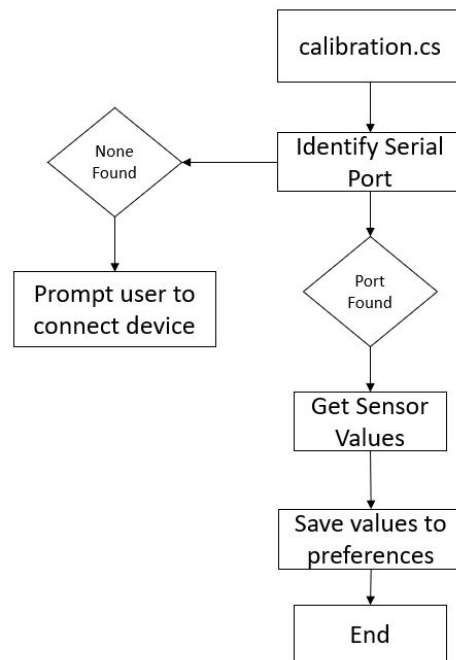 calibration.cs
Identify Serial
Port
None
Found
Prompt user to
connect device
Port
Found
Get Sensor
Values
Save values to
preferences
End